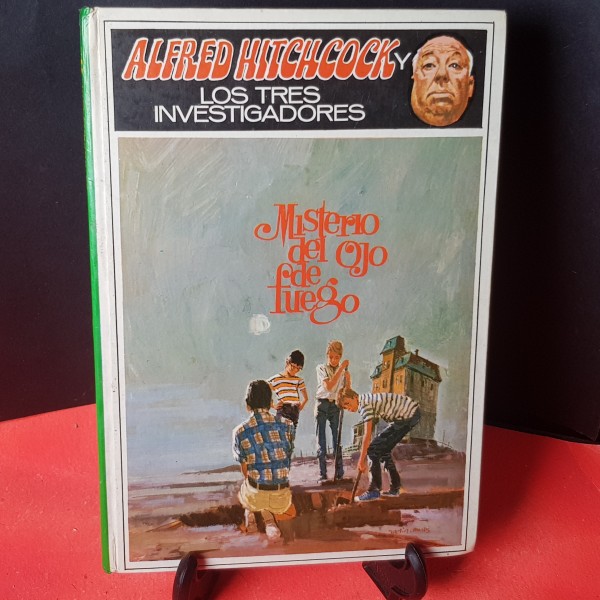 ALFRED HITCHCOCK Y
LOS TRES
INVESTIGADORES
Misterio
del ojo
de
fuego